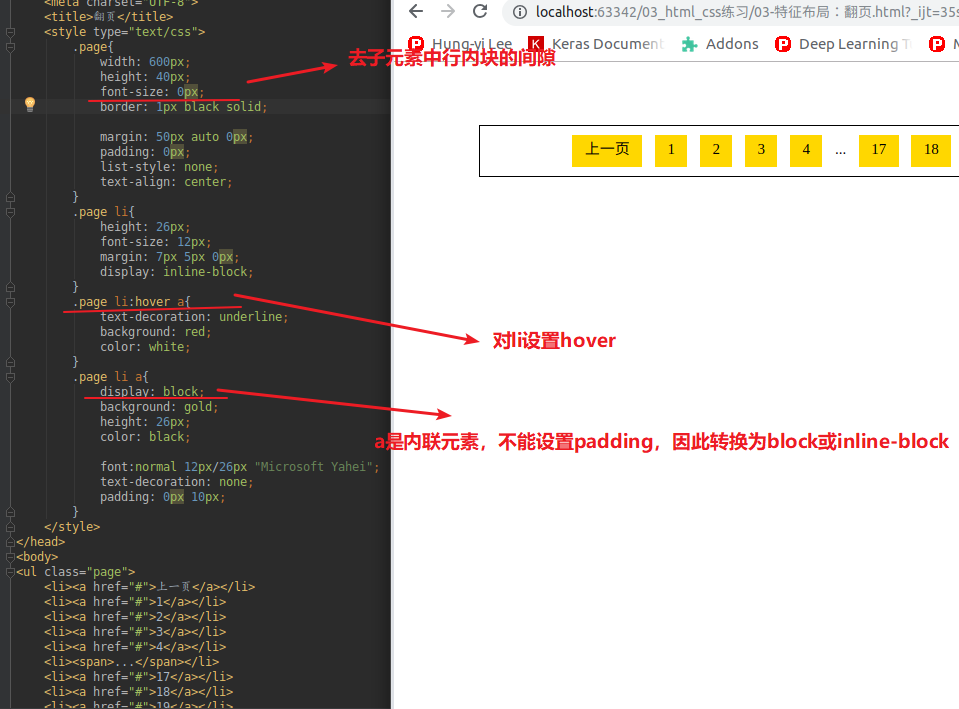 <meta charset="UTF-8">
<title>翻页</title>
<style type="text/css">
.page{
width: 600px;
height: 40px;
font-size: 0px;
border: 1px black solid;
margin: 50px auto 0px;
padding: 0px;
list-style: none;
text-align: center;
}
.page li{
height: 26px;
font-size: 12px;
margin: 7px 5px 0px;
display: inline-block;
}
.page li:hover a{
text-decoration: underline;
background: red;
color: white;
}
.page li a{
display: block;
background: gold;
height: 26px;
color: black;
font:normal 12px/26px "Microsoft Yahei";
text-decoration: none;
padding: 0px 10px;
}
</style>
</head>
<body>
<ul class="page">
<li><a href="#">上一页</a></li>
<li><a href="#">1</a></li>
<li><a href="#">2</a></li>
<li><a href="#">3</a></li>
<li><a href="#">4</a></li>
<li><span>...</span></li>
<li><a href="#">17</a></li>
<li><a href="#">18</a></li>
<li><a href="#">19</a></li>
localhost:63342/03_html_css练习/03-特征布局：翻页.html?_ijt=35s
Hung-yi Lee Keras Document Addons Deep Learning
去子元素中行内块的间隙
上一页 1 2 3 4 ... 17 18
对li设置hover
a是内联元素，不能设置padding，因此转换为block或inline-block